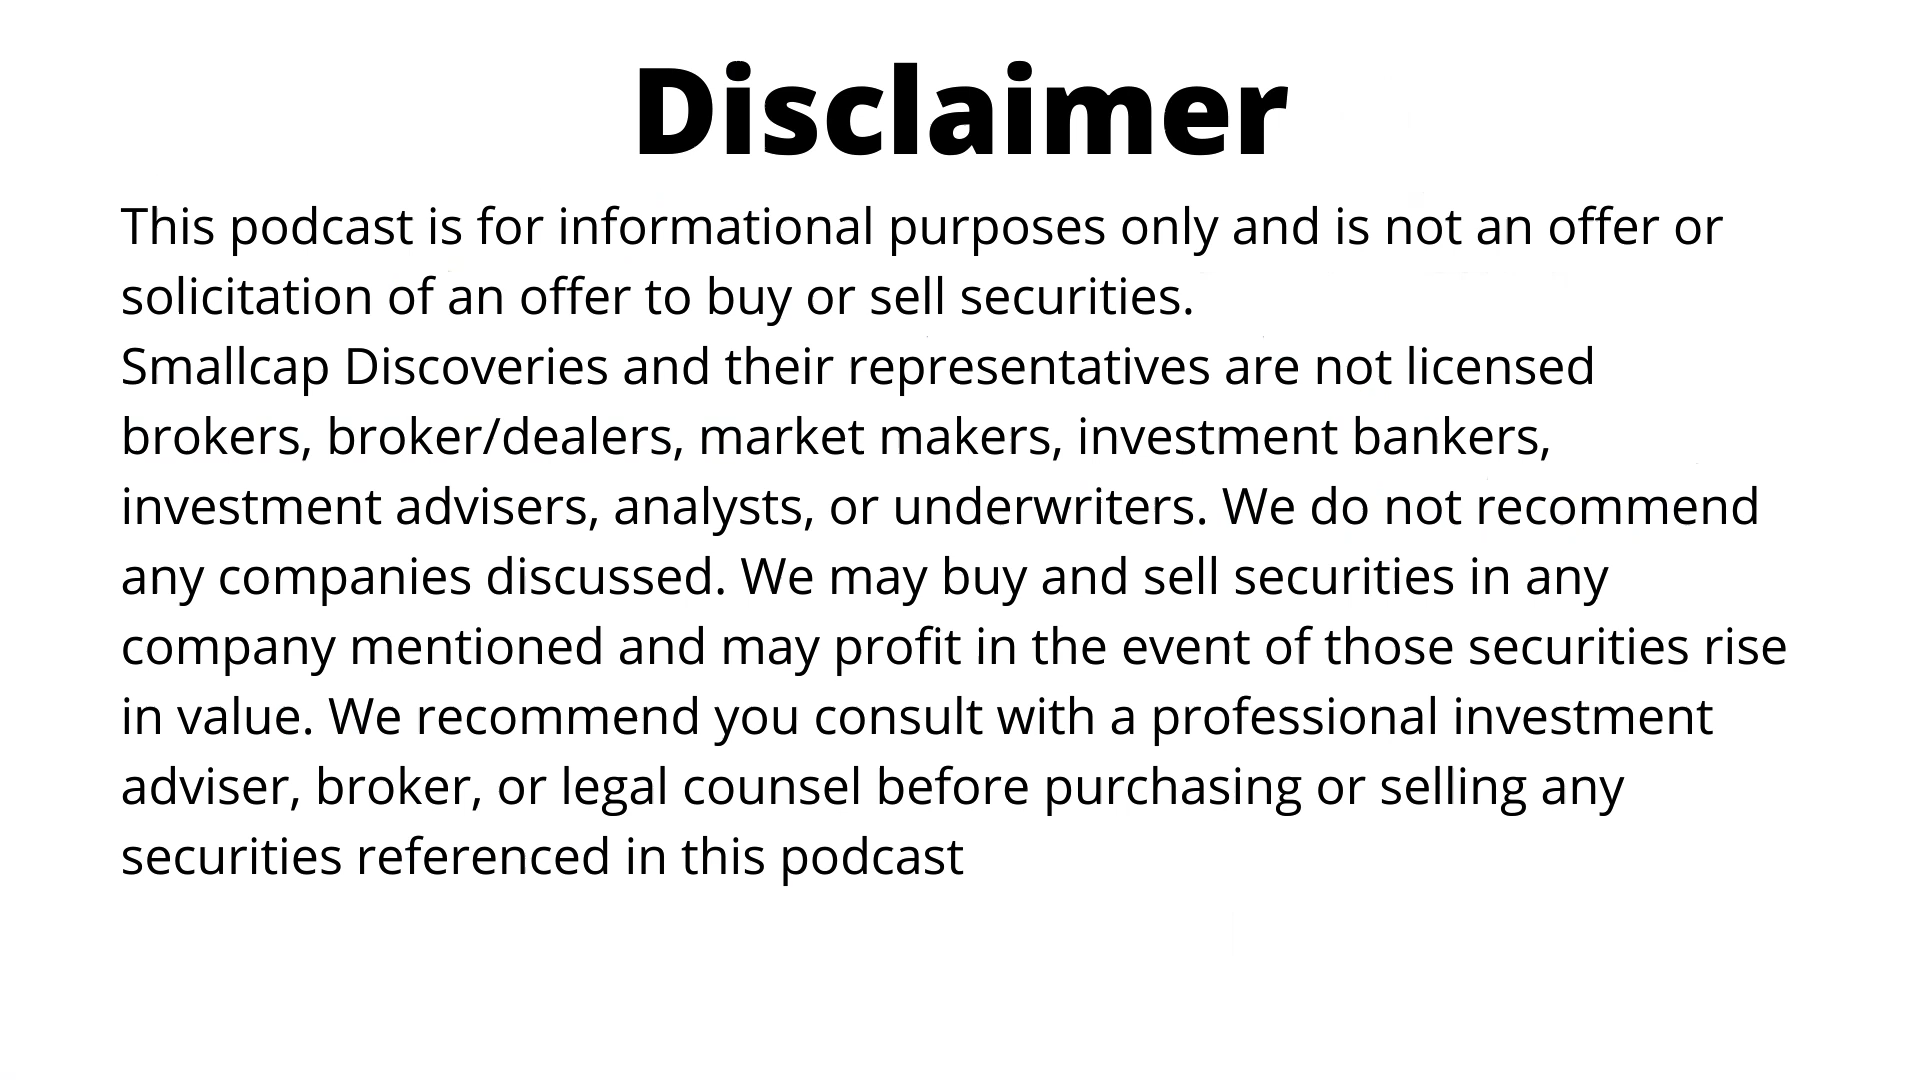 Disclaimer
This podcast is for informational purposes only and is not an offer or
solicitation of an offer to buy or sell securities.
Smallcap Discoveries and their representatives are not licensed
brokers, broker/dealers, market makers, investment bankers,
investment advisers, analysts, or underwriters. We do not recommend
any companies discussed. We may buy and sell securities in any
company mentioned and may profit in the event of those securities rise
in value. We recommend you consult with a professional investment
adviser, broker, or legal counsel before purchasing or selling any
securities referenced in this podcast